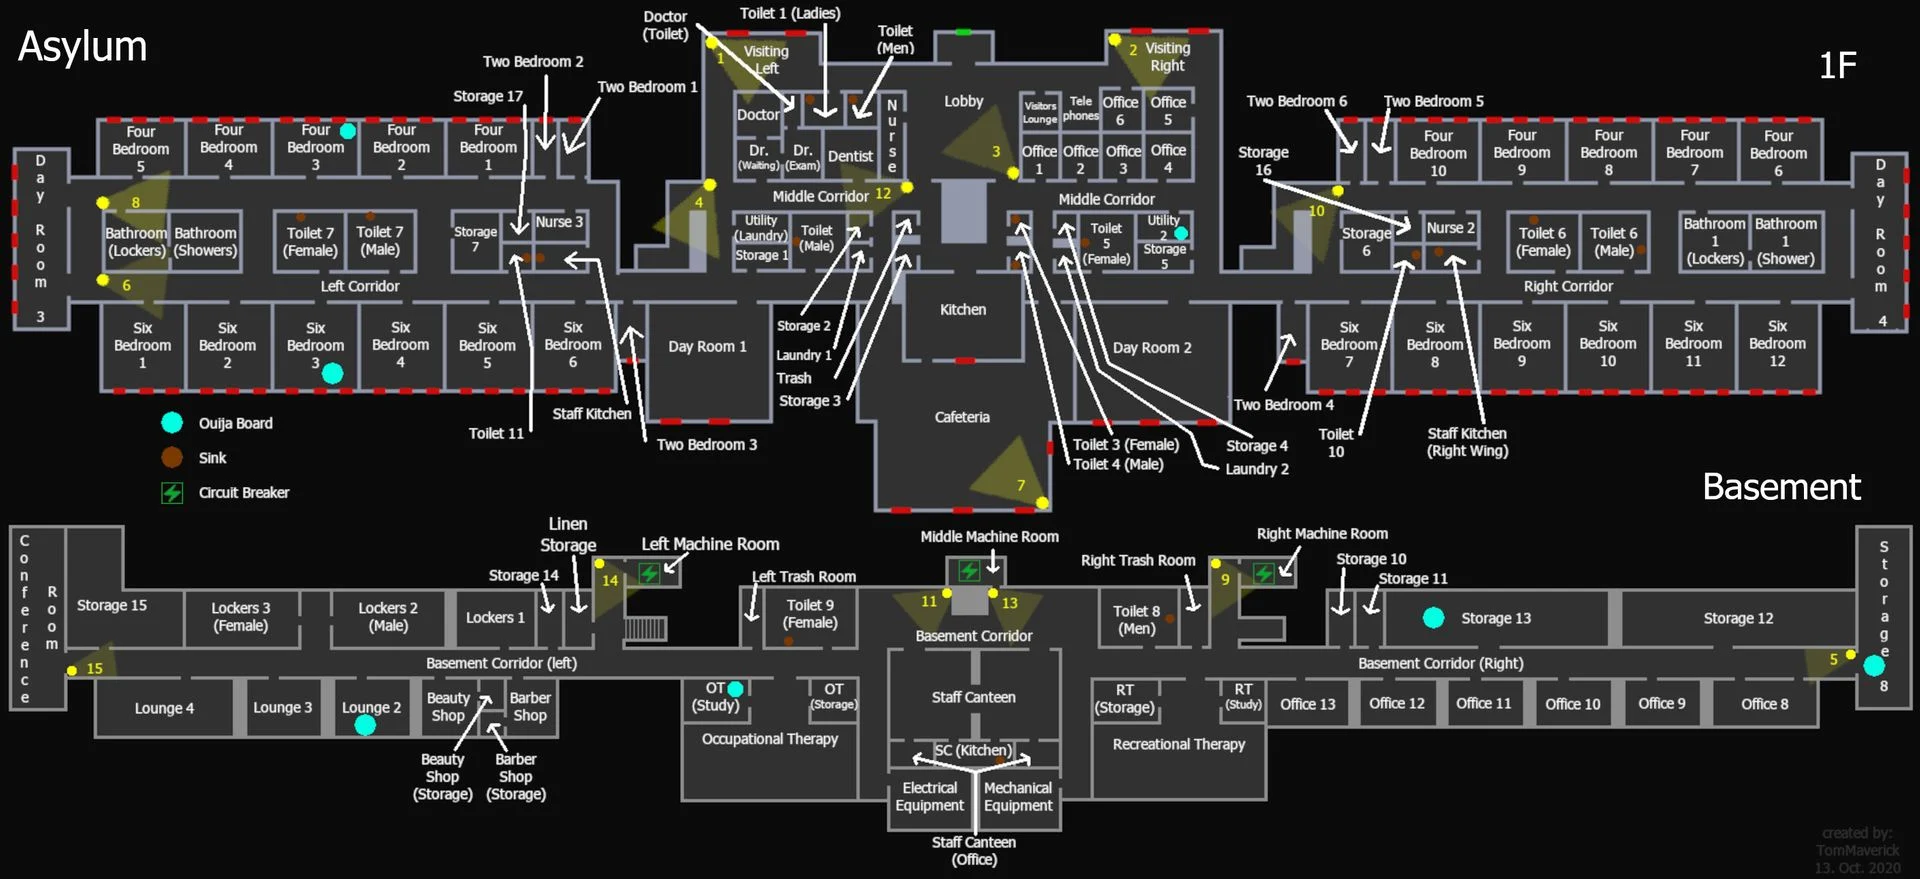 Asylum
1F
Doctor
(Toilet)
Toilet 1 (Ladies)
Toilet
(Men)
Two Bedroom 2
Two Bedroom 1
Storage 17
1
Visiting
Left
2
Visiting
Right
Lobby
Doctor
Dr.
(Waiting)
Dr.
(Exam)
Dentist
Nurse
Visitors
Lounge
Tele
phones
Office
6
Office
5
Office
1
Office
2
Office
3
Office
4
3
Middle Corridor
12
Middle Corridor
4
Two Bedroom 6
Two Bedroom 5
Storage
16
Four
Bedroom
5
Four
Bedroom
4
Four
Bedroom
3
Four
Bedroom
2
Four
Bedroom
1
Four
Bedroom
10
Four
Bedroom
9
Four
Bedroom
8
Four
Bedroom
7
Four
Bedroom
6
Day Room 3
Day Room 4
8
Bathroom
(Lockers)
Bathroom
(Showers)
6
Toilet 7
(Female)
Toilet 7
(Male)
Storage
7
Nurse 3
Left Corridor
Utility
(Laundry)
Storage 1
Toilet
(Male)
Toilet
5
(Female)
Utility
2
Storage
5
10
Storage
6
Nurse 2
Toilet 6
(Female)
Toilet 6
(Male)
Bathroom
1
(Lockers)
Bathroom
1
(Shower)
Right Corridor
Six
Bedroom
1
Six
Bedroom
2
Six
Bedroom
3
Six
Bedroom
4
Six
Bedroom
5
Six
Bedroom
6
Day Room 1
Storage 2
Laundry 1
Trash
Storage 3
Kitchen
Cafeteria
7
Day Room 2
Six
Bedroom
7
Six
Bedroom
8
Six
Bedroom
9
Six
Bedroom
10
Six
Bedroom
11
Six
Bedroom
12
Staff Kitchen
Toilet 11
Two Bedroom 3
Toilet 3 (Female)
Toilet 4 (Male)
Storage 4
Laundry 2
Two Bedroom 4
Toilet
10
Staff Kitchen
(Right Wing)
Ouija Board
Sink
Circuit Breaker
Basement
Conference Room
Storage 15
Lockers 3
(Female)
Lockers 2
(Male)
Lockers 1
Storage 14
Linen
Storage
14
Left Machine Room
Left Trash Room
Toilet 9
(Female)
Middle Machine Room
11
13
Basement Corridor
Right Trash Room
Toilet 8
(Men)
9
Right Machine Room
Storage 10
Storage 11
Storage 13
Storage 12
Storage 8
15
Basement Corridor (left)
Basement Corridor (Right)
5
Lounge 4
Lounge 3
Lounge 2
Beauty
Shop
Barber
Shop
Beauty
Shop
(Storage)
Barber
Shop
(Storage)
OT
(Study)
OT
(Storage)
Occupational Therapy
Staff Canteen
SC (Kitchen)
Electrical
Equipment
Mechanical
Equipment
Staff Canteen
(Office)
RT
(Storage)
RT
(Study)
Recreational Therapy
Office 13
Office 12
Office 11
Office 10
Office 9
Office 8
created by:
TomMaverick
13. Oct. 2020